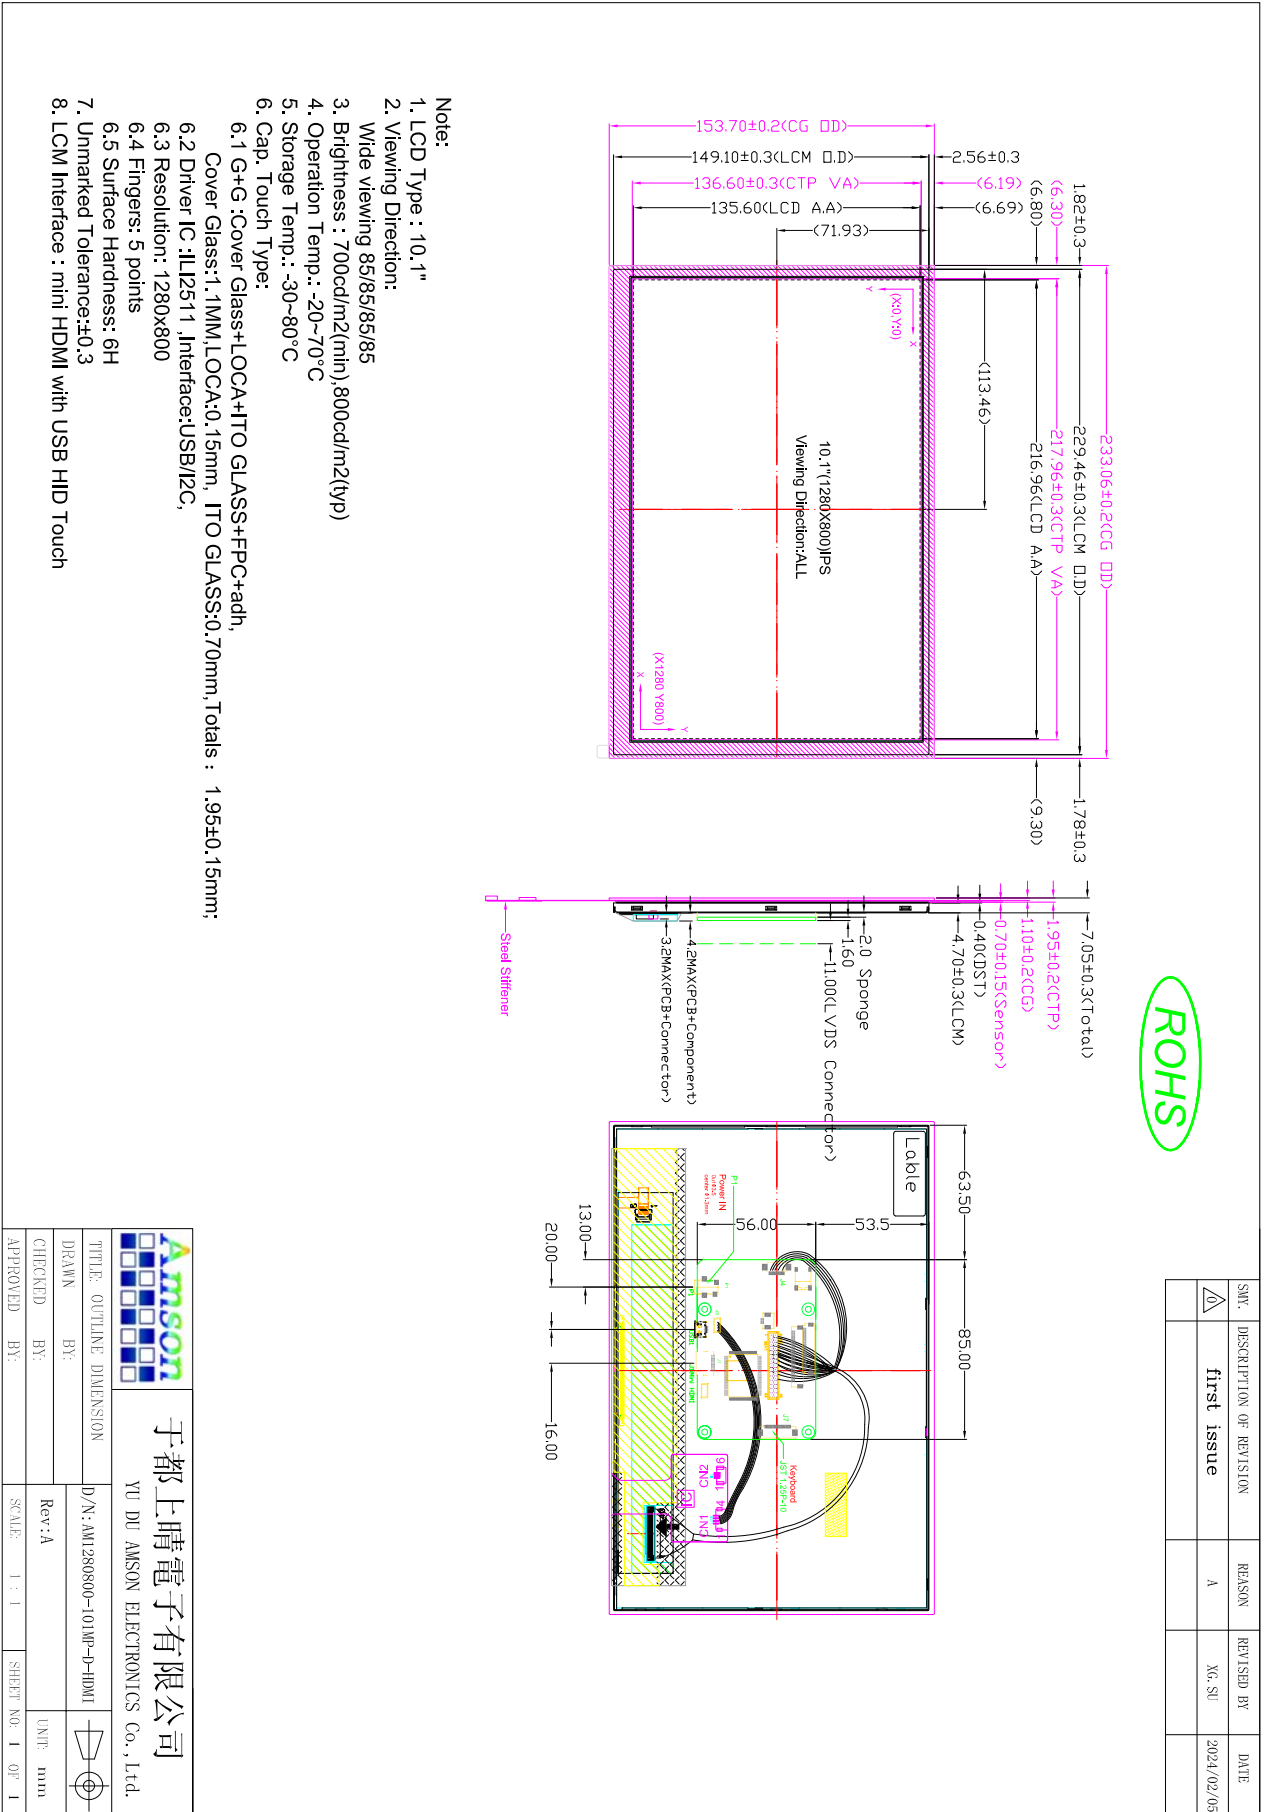 SMY. DESCRIPTION OF REVISION REASON REVISED BY DATE
0 first issue A XG. SU 2024/02/05
ROHS
233.06±0.2(CG OD)
229.46±0.3(LCM O.D)
217.96±0.3(CTP VA)
216.96(LCD A.A)
(113.46)
1.82±0.3
(6.30)
(6.80)
1.78±0.3
(9.30)
2.56±0.3
(6.19)
(6.69)
153.70±0.2(CG OD)
149.10±0.3(LCM O.D)
136.60±0.3(CTP VA)
135.60(LCD A.A)
(71.93)
(X:0,Y:0)
X
Y
10.1"(1280X800)IPS
Viewing Direction:ALL
(X1280 Y800)
X
Y
7.05±0.3(Total)
1.95±0.2(CTP)
1.10±0.2(CG)
0.70±0.15(Sensor)
0.40(DST)
4.70±0.3(LCM)
2.0 Sponge
1.60
11.00(LVDS Connector)
4.2MAX(PCB+Component)
3.2MAX(PCB+Connector)
Steel Stiffener
63.50
85.00
Lable
53.5
56.00
P1
Power IN
13.00
20.00
16.00
J4
J7
Keyboard
JST 1.25P-10
CN2
CN1
Note:
1. LCD Type : 10.1"
2. Viewing Direction:
Wide viewing 85/85/85/85
3. Brightness : 700cd/m2(min),800cd/m2(typ)
4. Operation Temp.: -20~70°C
5. Storage Temp.: -30~80°C
6. Cap. Touch Type:
6.1 G+G :Cover Glass+LOCA+ITO GLASS+FPC+adh,
Cover Glass:1.1MM,LOCA:0.15mm, ITO GLASS:0.70mm,Totals : 1.95±0.15mm;
6.2 Driver IC :ILI2511 ,Interface:USB/I2C,
6.3 Resolution: 1280x800
6.4 Fingers: 5 points
6.5 Surface Hardness: 6H
7. Unmarked Tolerance:±0.3
8. LCM Interface : mini HDMI with USB HID Touch
Amson
于都上晴電子有限公司
YU DU AMSON ELECTRONICS Co.,Ltd.
TITLE: OUTLINE DIMENSION
D/N: AM1280800-101MP-D-HDMI
DRAWN BY:
Rev:A
CHECKED BY:
UNIT: mm
APPROVED BY:
SCALE: 1 : 1
SHEET NO: 1 OF 1